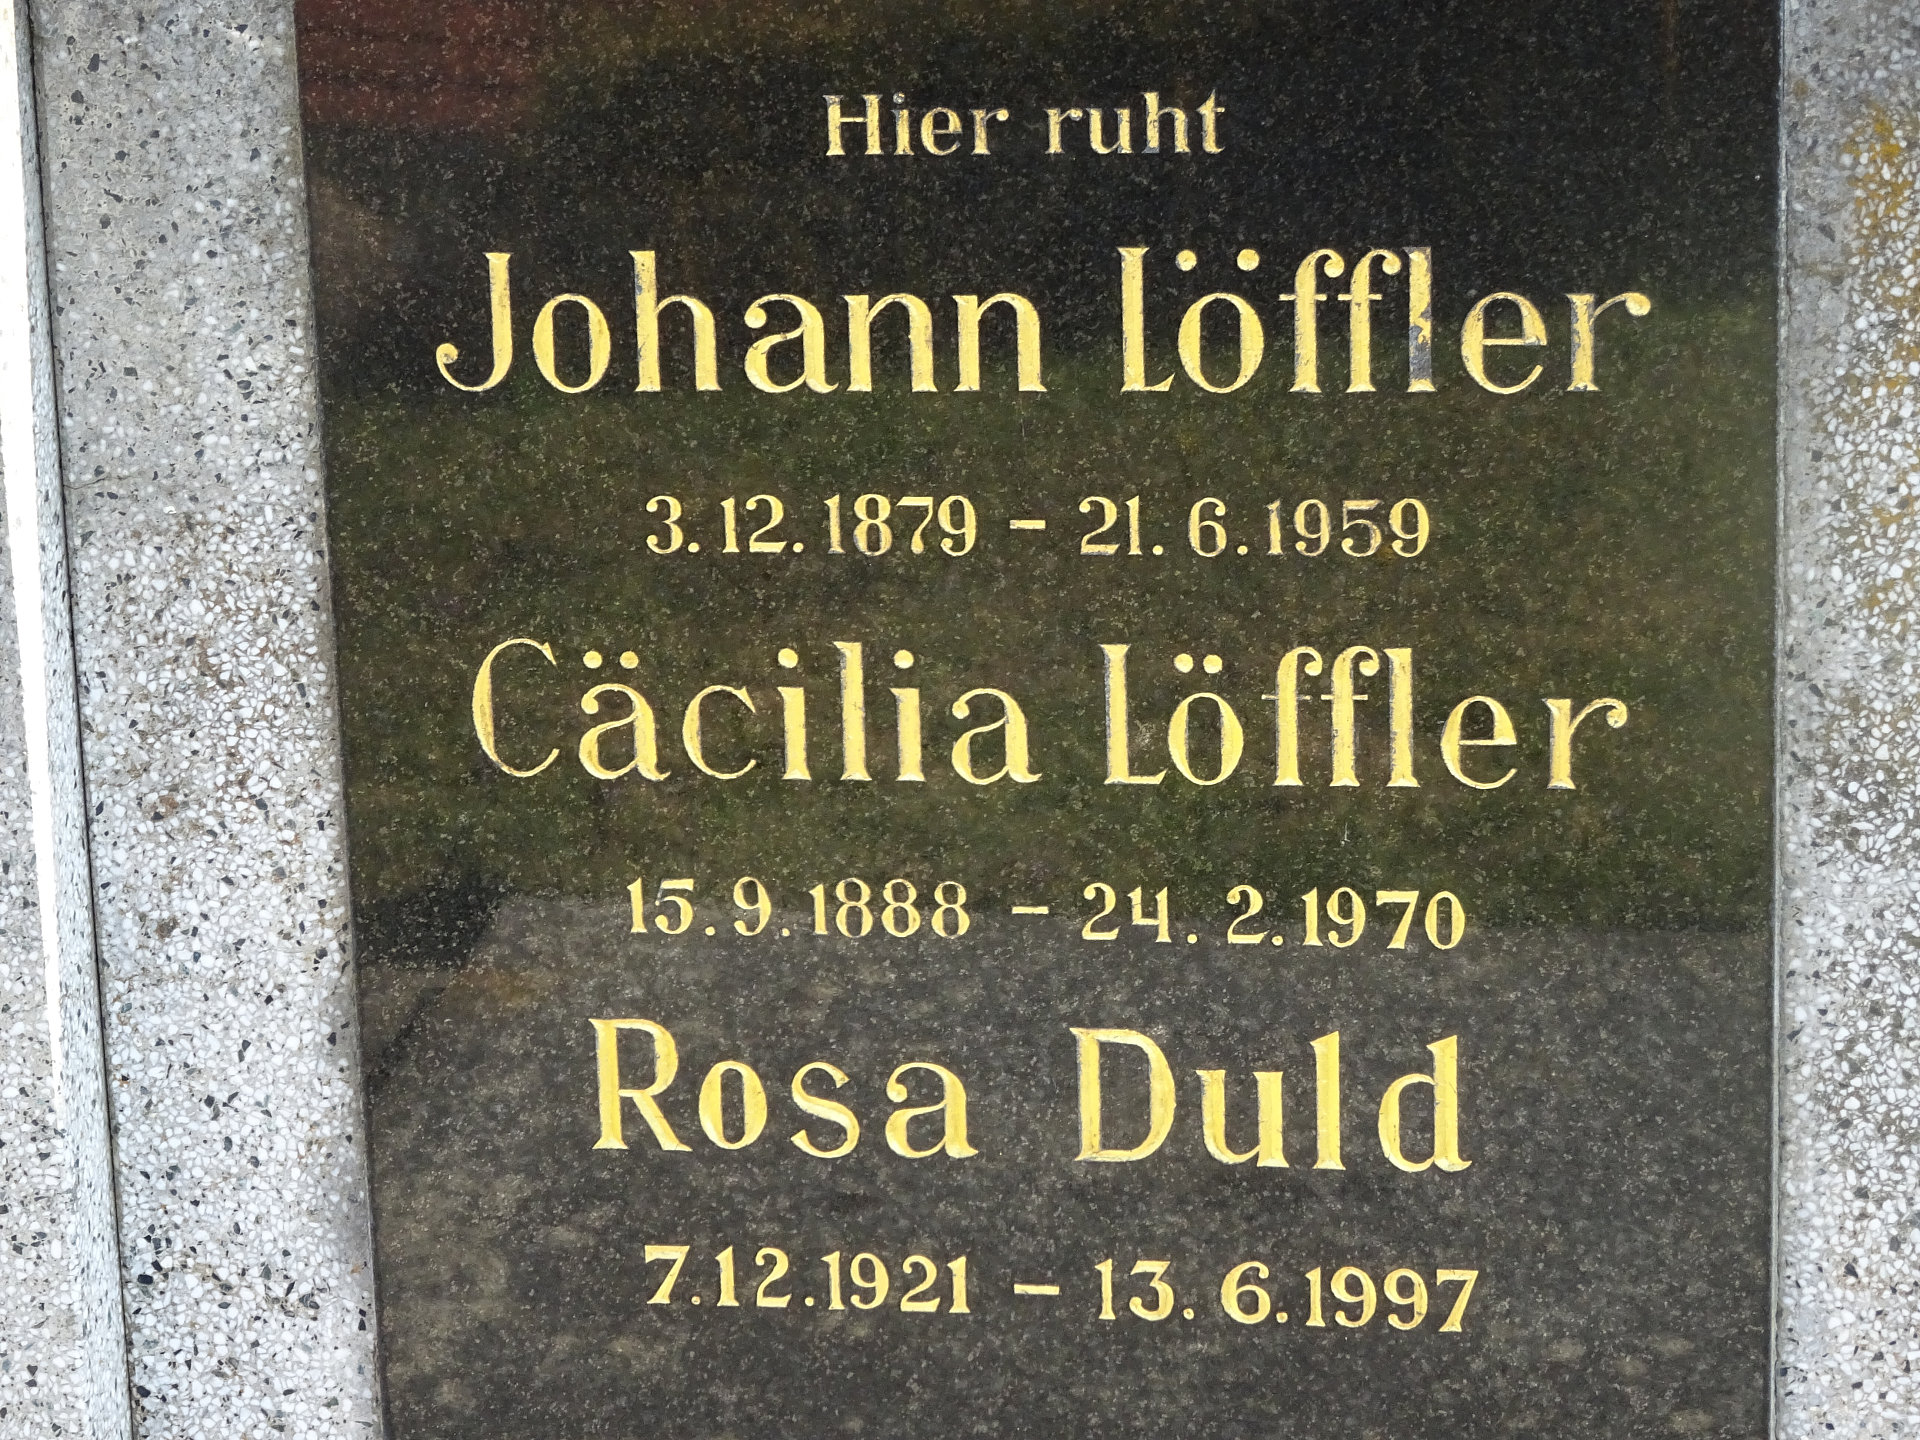 Hier ruht
Johann Löffler
3.12.1879 - 21.6.1959
Cäcilia Löffler
15.9.1888 - 24.2.1970
Rosa Duld
7.12.1921 - 13.6.1997